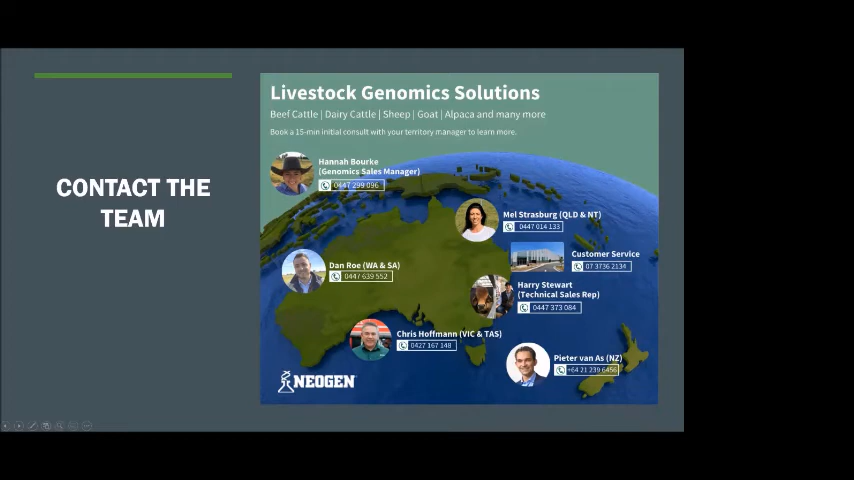 CONTACT THE
TEAM
Livestock Genomics Solutions
Beef Cattle | Dairy Cattle | Sheep | Goat | Alpaca and many more
Book a 15-min initial consult with your territory manager to learn more.
Hannah Bourke
(Genomics Sales Manager)
0447 299 096
Mel Strasburg (QLD & NT)
0447 014 133
Customer Service
07 3736 2134
Dan Roe (WA & SA)
0447 639 552
Harry Stewart
(Technical Sales Rep)
0447 373 084
Chris Hoffmann (VIC & TAS)
0427 167 148
Pieter van As (NZ)
+64 21 239 6456
NEOGEN